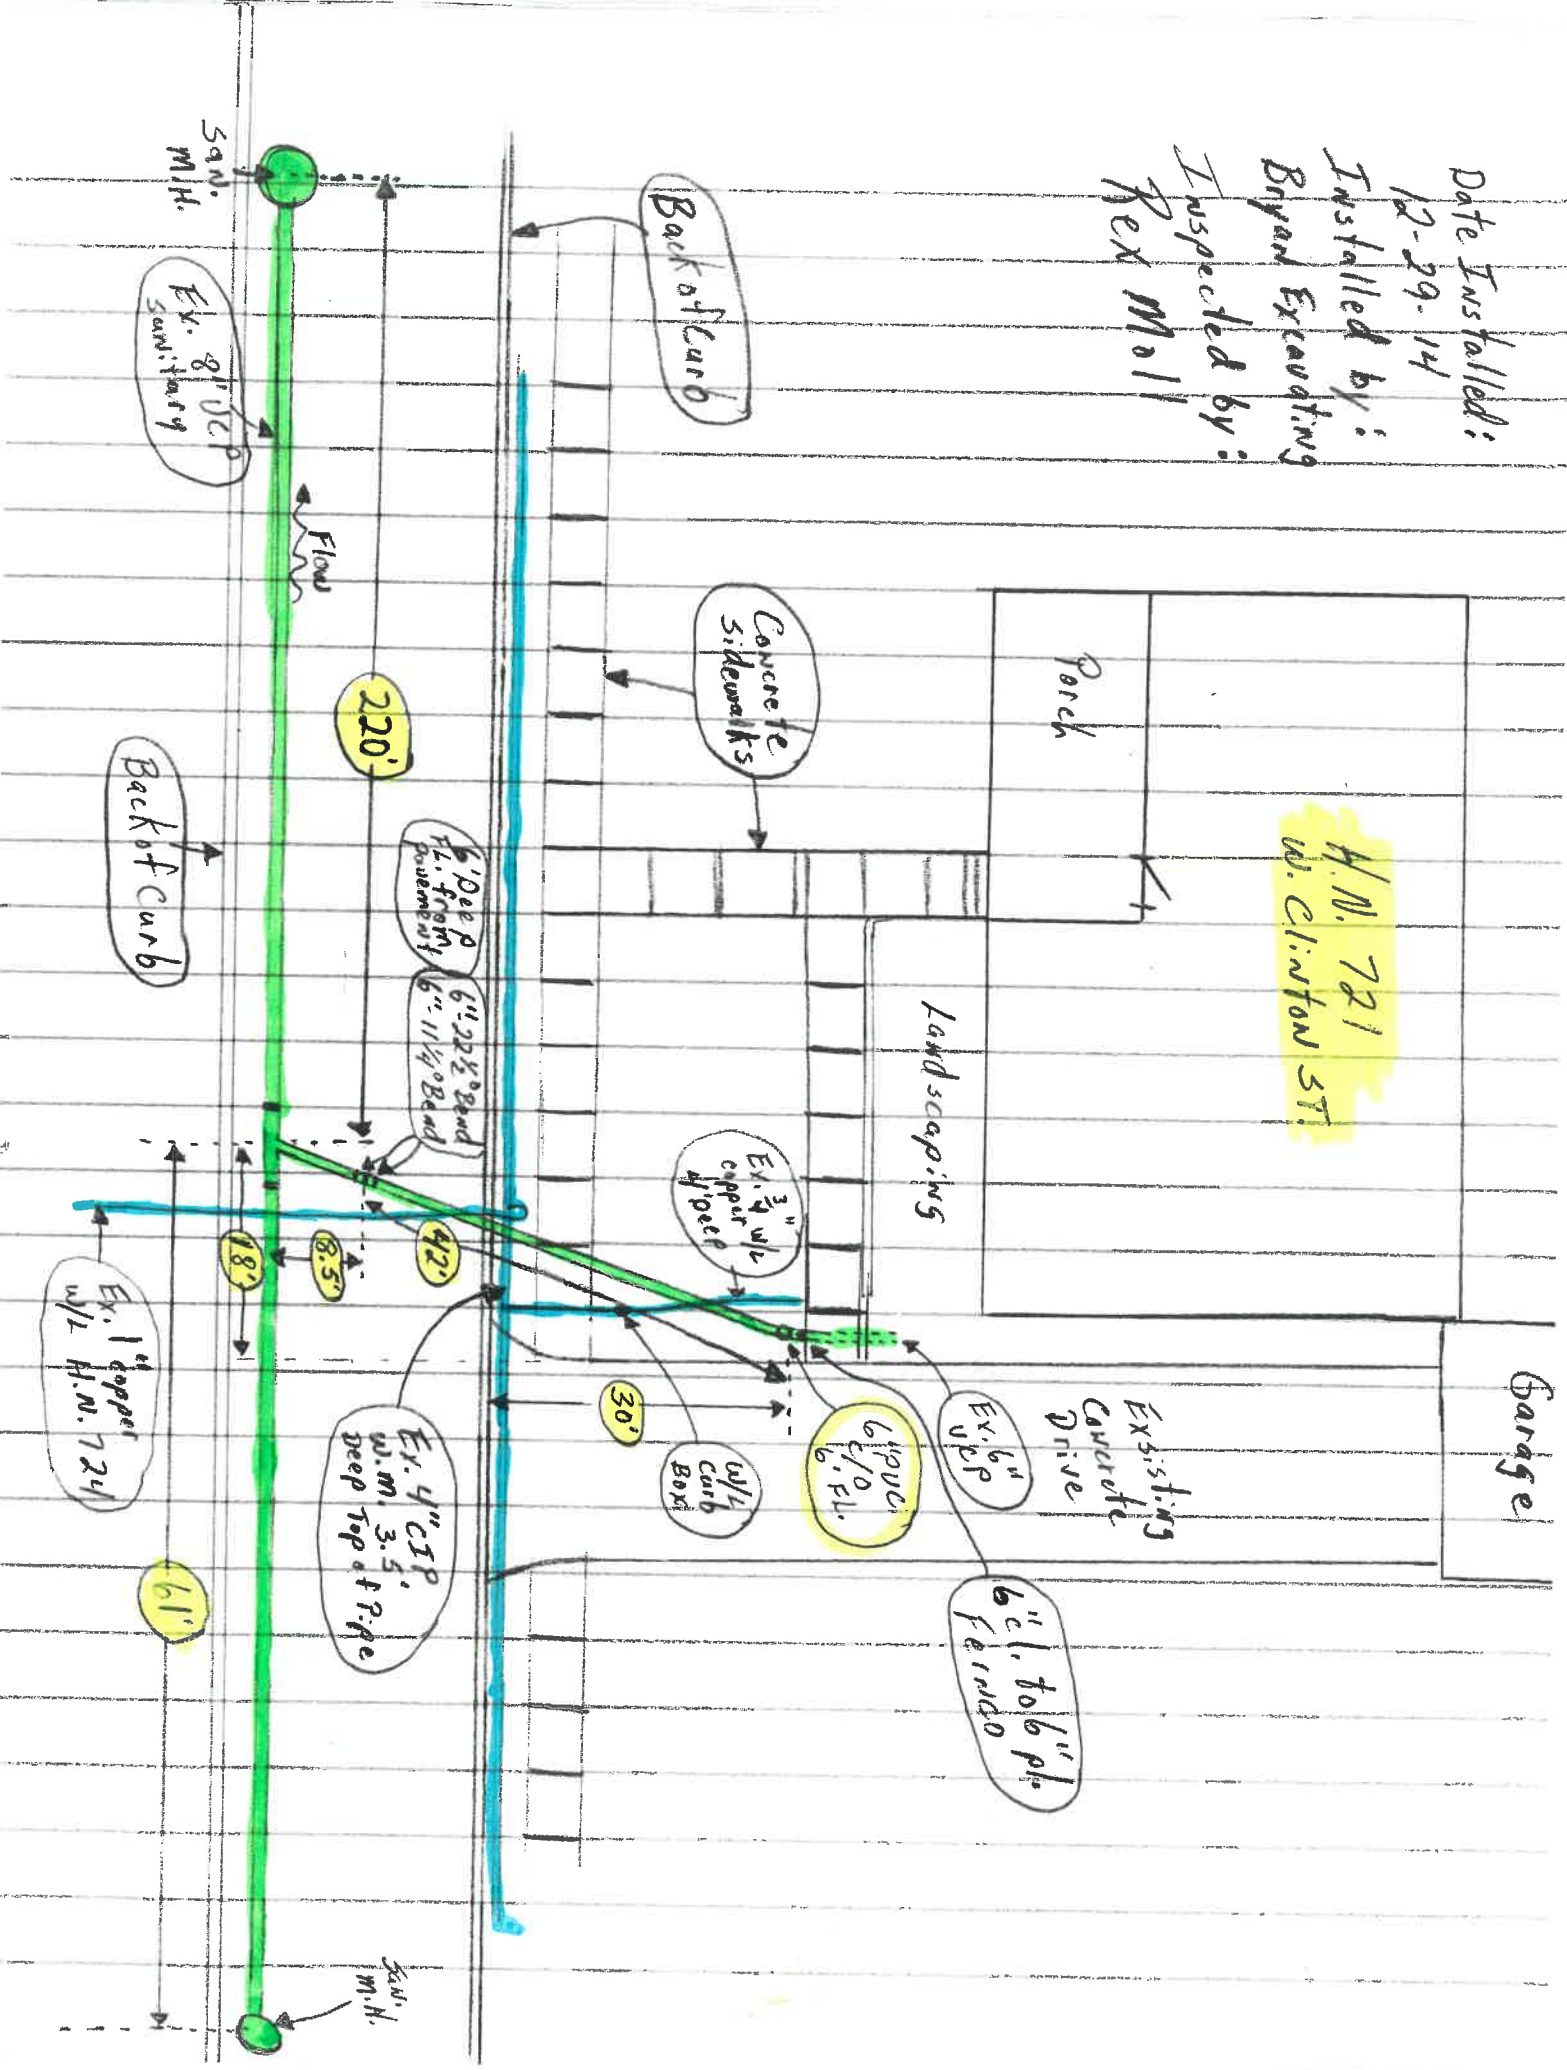 Date Installed:
12-29-14
Installed by:
Bryan Excavating
Inspected by:
Rex Moll
Garage
H.N. 721
W. Clinton St.
Porch
Landscaping
Exsisting
Concrete
Drive
Concrete
Sidewalks
Back of Curb
Ex. 6"
VCP
6" cl. to 6" pl.
Fernco
6" PVC
C/O
6' FL.
Ex. 3/4" w/L
copper
4' Deep
W/L
Curb
Box
30'
6' Deep
FL. from
Pavement
6"-22½° Bend
6"-11¼° Bend
42'
Ex. 4" CIP
W.M. 3.5'
Deep Top of Pipe
220'
Flow
8.5'
18'
San.
M.H.
San.
M.H.
Ex. 8" VCP
Sanitary
Back of Curb
61'
Ex. 1" copper
w/L H.N. 724